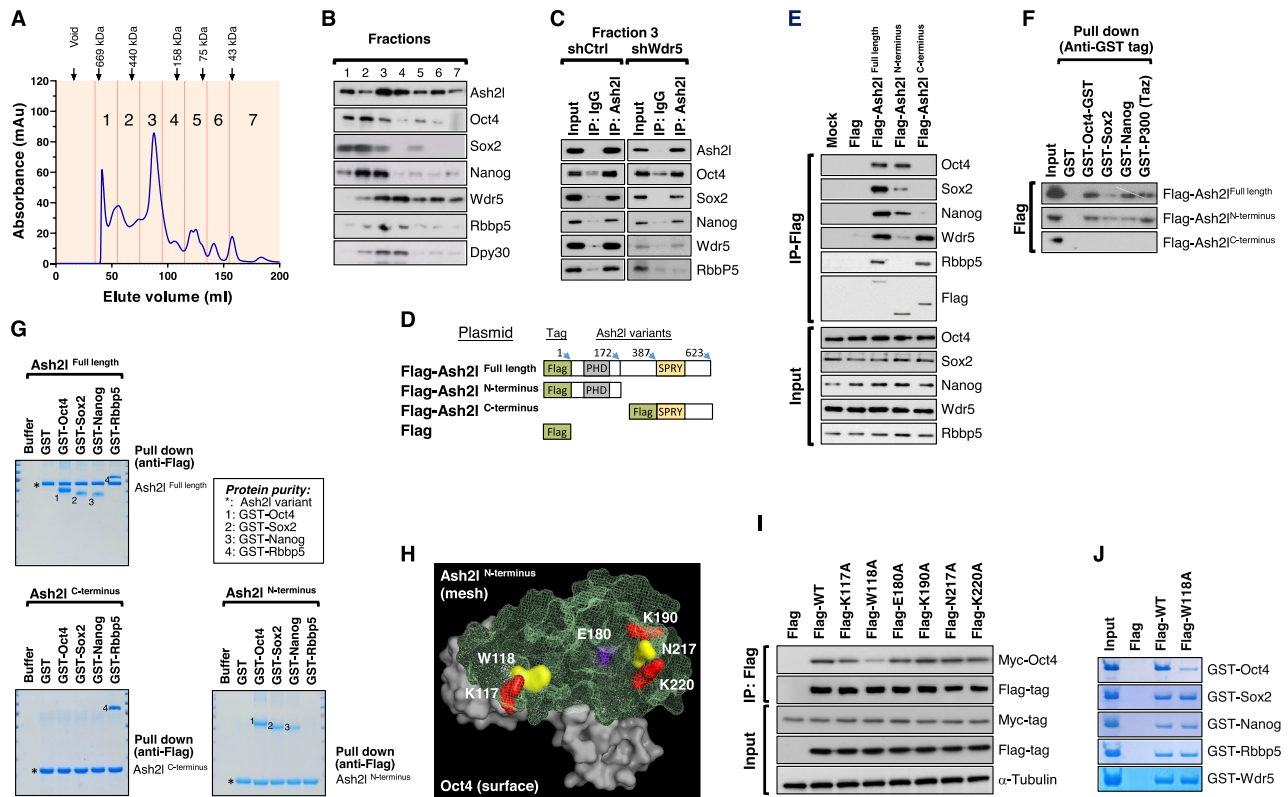 A
Void
669 kDa
440 kDa
158 kDa
75 kDa
43 kDa
Absorbance (mAu)
120
100
80
60
40
20
0
1 2 3 4 5 6 7
0 50 100 150 200
Elute volume (ml)
B
Fractions
1 2 3 4 5 6 7
Ash2l
Oct4
Sox2
Nanog
Wdr5
Rbbp5
Dpy30
C
Fraction 3
shCtrl shWdr5
Input
IP: IgG
IP: Ash2l
Input
IP: IgG
IP: Ash2l
Ash2l
Oct4
Sox2
Nanog
Wdr5
RbbP5
D
Plasmid Tag Ash2l variants
1 172 387 623
Flag-Ash2l Full length Flag PHD SPRY
Flag-Ash2l N-terminus Flag PHD
Flag-Ash2l C-terminus Flag SPRY
Flag Flag
E
Mock
Flag
Flag-Ash2l Full length
Flag-Ash2l N-terminus
Flag-Ash2l C-terminus
IP-Flag
Oct4
Sox2
Nanog
Wdr5
Rbbp5
Flag
Input
Oct4
Sox2
Nanog
Wdr5
Rbbp5
F
Pull down
(Anti-GST tag)
Input
GST
GST-Oct4-GST
GST-Sox2
GST-Nanog
GST-P300 (Taz)
Flag
Flag-Ash2l Full length
Flag-Ash2l N-terminus
Flag-Ash2l C-terminus
G
Ash2l Full length
Buffer
GST
GST-Oct4
GST-Sox2
GST-Nanog
GST-Rbbp5
Pull down
(anti-Flag)
* Ash2l Full length
1 2 3 4
Protein purity:
*: Ash2l variant
1: GST-Oct4
2: GST-Sox2
3: GST-Nanog
4: GST-Rbbp5
Ash2l C-terminus
Buffer
GST
GST-Oct4
GST-Sox2
GST-Nanog
GST-Rbbp5
4
Pull down
(anti-Flag)
* Ash2l C-terminus
Ash2l N-terminus
Buffer
GST
GST-Oct4
GST-Sox2
GST-Nanog
GST-Rbbp5
1 2 3
Pull down
(anti-Flag)
* Ash2l N-terminus
H
Ash2l N-terminus
(mesh)
K190
E180
N217
W118
K220
K117
Oct4 (surface)
I
Flag
Flag-WT
Flag-K117A
Flag-W118A
Flag-E180A
Flag-K190A
Flag-N217A
Flag-K220A
IP: Flag
Myc-Oct4
Flag-tag
Input
Myc-tag
Flag-tag
α-Tubulin
J
Input
Flag
Flag-WT
Flag-W118A
GST-Oct4
GST-Sox2
GST-Nanog
GST-Rbbp5
GST-Wdr5